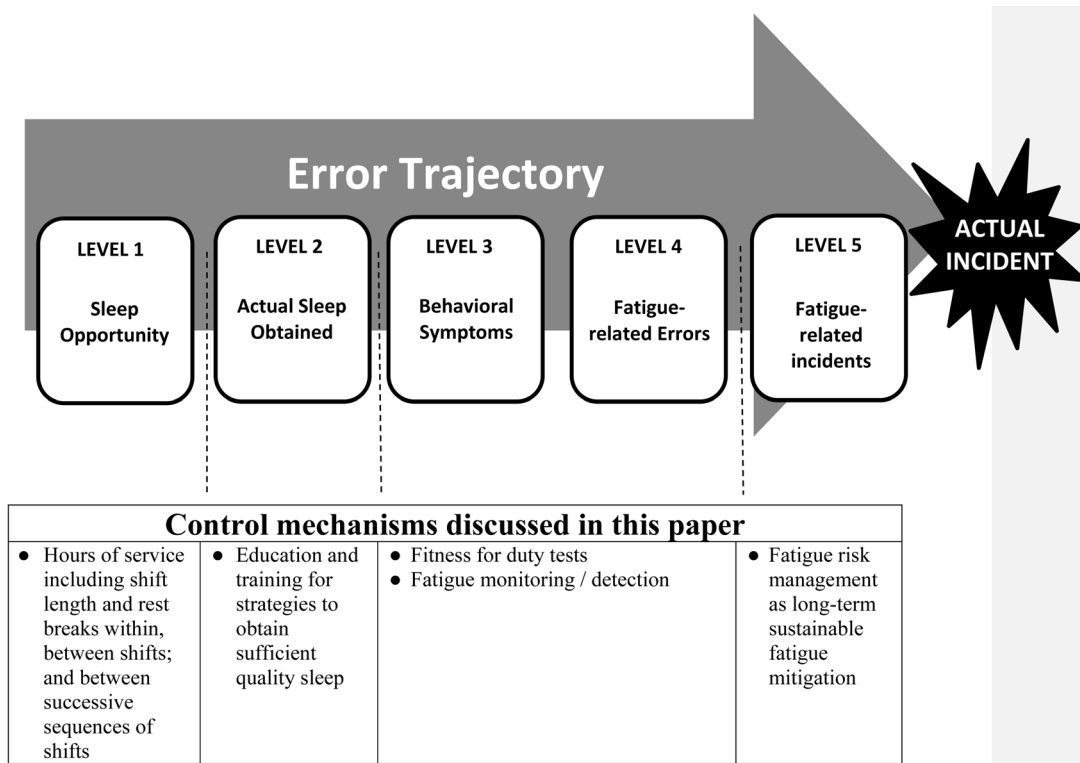 Error Trajectory
LEVEL 1
Sleep
Opportunity
LEVEL 2
Actual Sleep
Obtained
LEVEL 3
Behavioral
Symptoms
LEVEL 4
Fatigue-
related Errors
LEVEL 5
Fatigue-
related
incidents
ACTUAL
INCIDENT
Control mechanisms discussed in this paper
● Hours of service
including shift
length and rest
breaks within,
between shifts;
and between
successive
sequences of
shifts
● Education and
training for
strategies to
obtain
sufficient
quality sleep
● Fitness for duty tests
● Fatigue monitoring / detection
● Fatigue risk
management
as long-term
sustainable
fatigue
mitigation